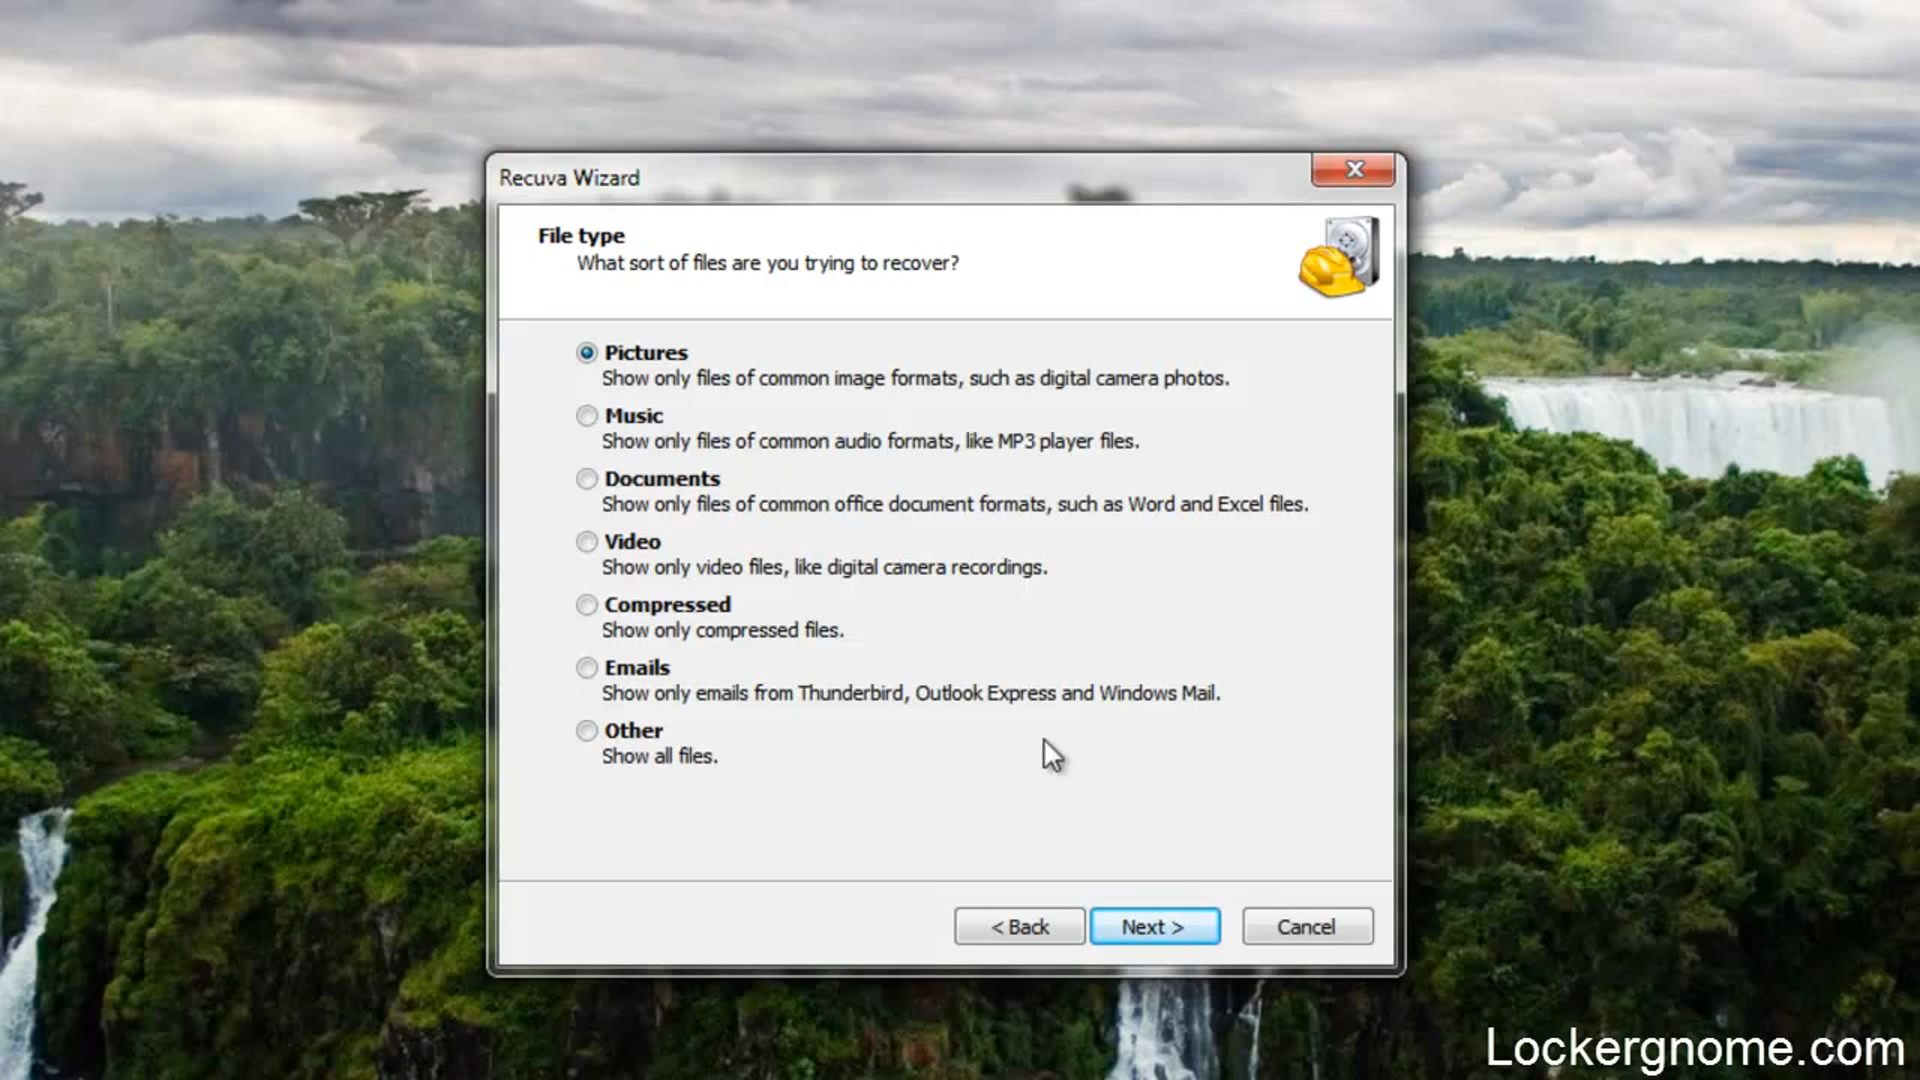 Recuva Wizard
File type
What sort of files are you trying to recover?
Pictures
Show only files of common image formats, such as digital camera photos.
Music
Show only files of common audio formats, like MP3 player files.
Documents
Show only files of common office document formats, such as Word and Excel files.
Video
Show only video files, like digital camera recordings.
Compressed
Show only compressed files.
Emails
Show only emails from Thunderbird, Outlook Express and Windows Mail.
Other
Show all files.
< Back Next > Cancel
Lockergnome.com